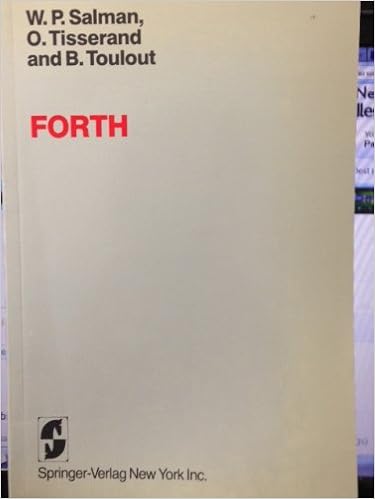 W. P. Salman,
O. Tisserand
and B. Toulout
FORTH
Springer-Verlag New York Inc.